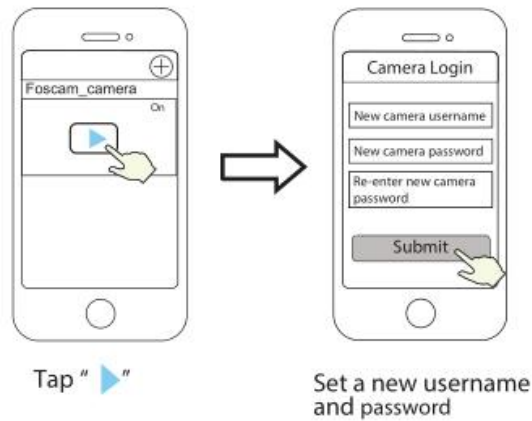 Foscam_camera
On
Tap " "
Camera Login
New camera username
New camera password
Re-enter new camera
password
Submit
Set a new username
and password